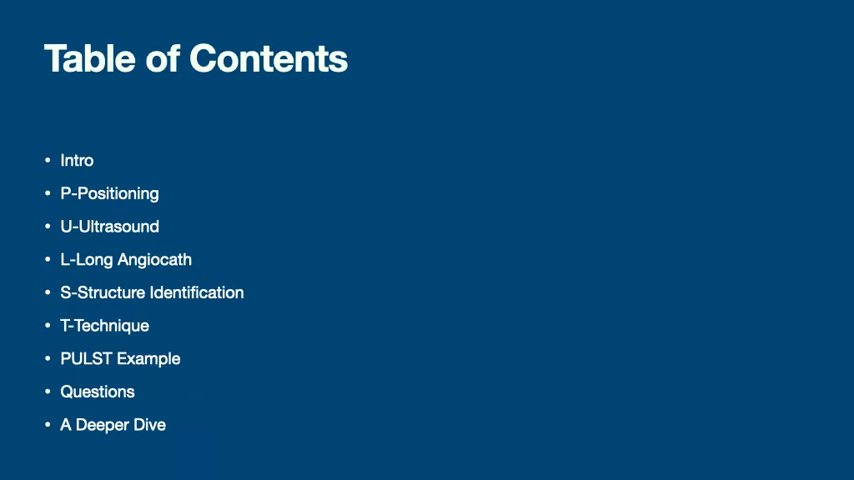 Table of Contents
• Intro
• P-Positioning
• U-Ultrasound
• L-Long Angiocath
• S-Structure Identification
• T-Technique
• PULST Example
• Questions
• A Deeper Dive